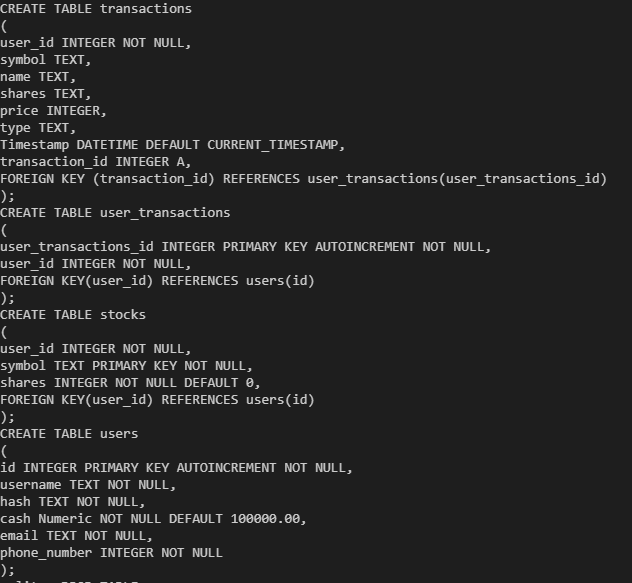 CREATE TABLE transactions
(
user_id INTEGER NOT NULL,
symbol TEXT,
name TEXT,
shares TEXT,
price INTEGER,
type TEXT,
Timestamp DATETIME DEFAULT CURRENT_TIMESTAMP,
transaction_id INTEGER A,
FOREIGN KEY (transaction_id) REFERENCES user_transactions(user_transactions_id)
);
CREATE TABLE user_transactions
(
user_transactions_id INTEGER PRIMARY KEY AUTOINCREMENT NOT NULL,
user_id INTEGER NOT NULL,
FOREIGN KEY(user_id) REFERENCES users(id)
);
CREATE TABLE stocks
(
user_id INTEGER NOT NULL,
symbol TEXT PRIMARY KEY NOT NULL,
shares INTEGER NOT NULL DEFAULT 0,
FOREIGN KEY(user_id) REFERENCES users(id)
);
CREATE TABLE users
(
id INTEGER PRIMARY KEY AUTOINCREMENT NOT NULL,
username TEXT NOT NULL,
hash TEXT NOT NULL,
cash Numeric NOT NULL DEFAULT 100000.00,
email TEXT NOT NULL,
phone_number INTEGER NOT NULL
);